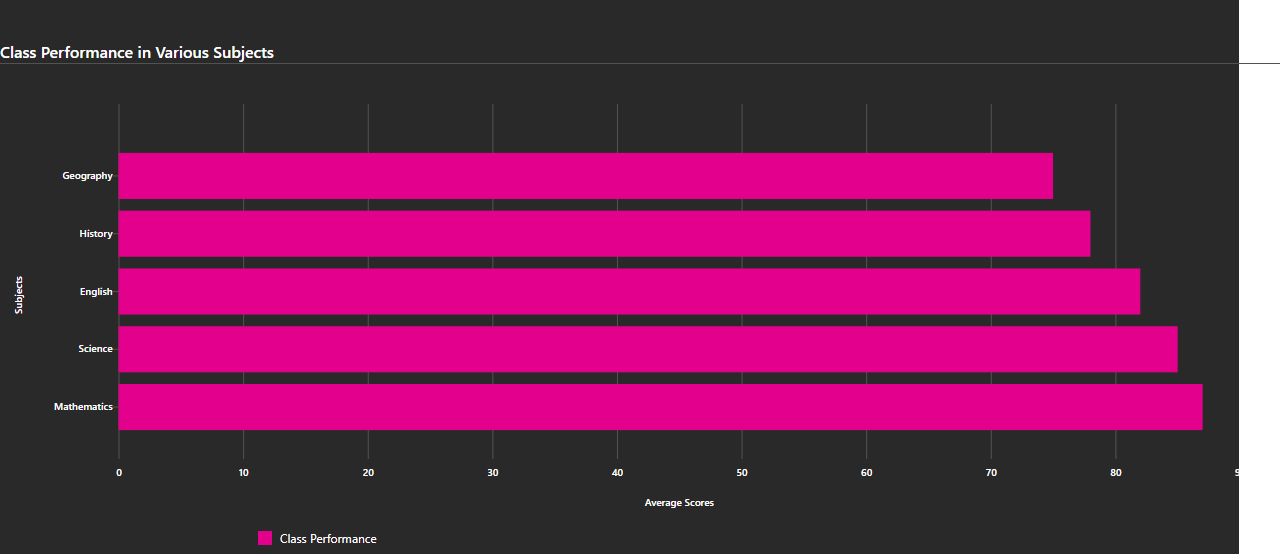 Class Performance in Various Subjects
Geography
History
English
Science
Mathematics
Subjects
0 10 20 30 40 50 60 70 80
Average Scores
Class Performance